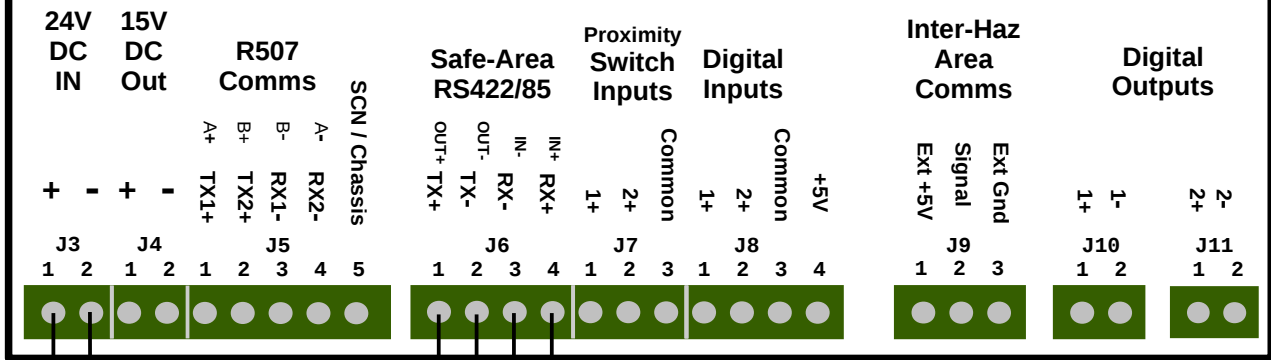 24V
DC
IN
15V
DC
Out
R507
Comms
SCN / Chassis
Safe-Area
RS422/85
Proximity
Switch
Inputs
Digital
Inputs
Inter-Haz
Area
Comms
Digital
Outputs
A+ B+ B- A-
TX1+ TX2+ RX1- RX2-
OUT+ OUT- IN- IN+
TX+ TX- RX- RX+
1+ 2+ Common
1+ 2+ Common +5V
Ext +5V Signal Ext Gnd
1+ 1-
2+ 2-
+ - + -
J3 J4 J5 J6 J7 J8 J9 J10 J11
1 2 1 2 1 2 3 4 5 1 2 3 4 1 2 3 1 2 3 4 1 2 3 1 2 1 2